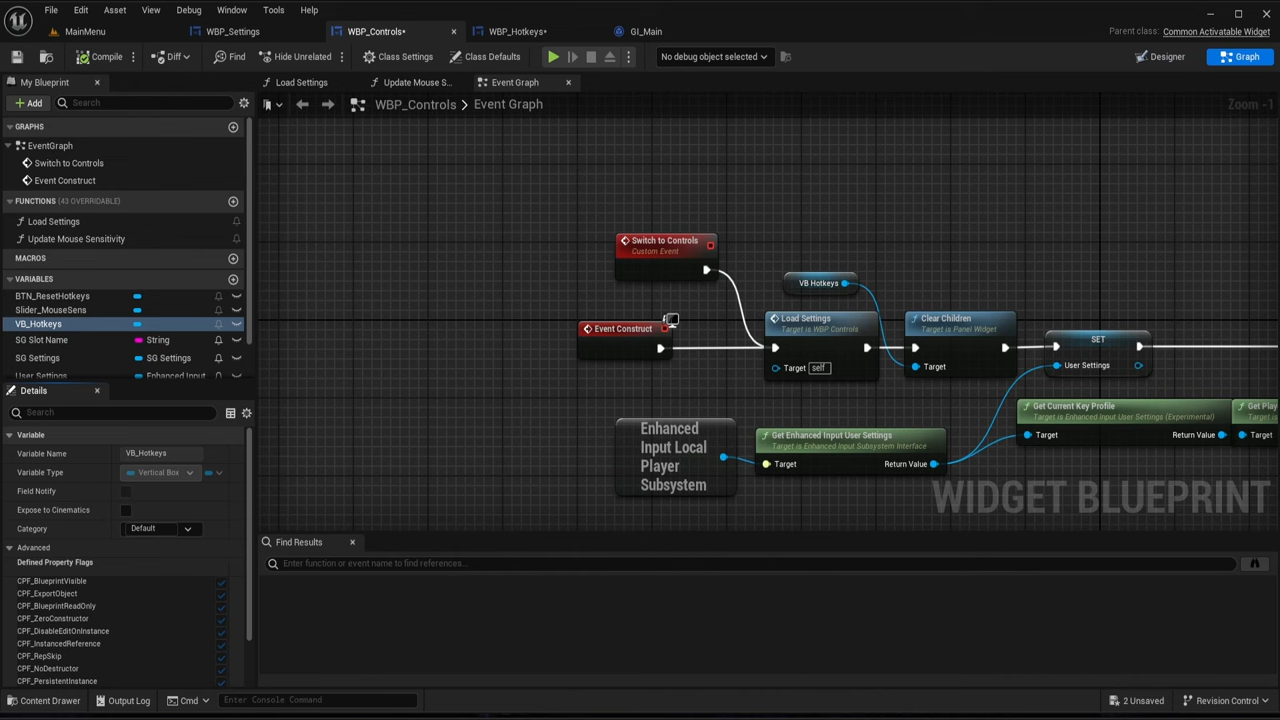 File Edit Asset View Debug Window Tools Help
MainMenu
WBP_Settings
WBP_Controls•
WBP_Hotkeys•
GI_Main
Parent class: Common Activatable Widget
Compile
Diff
Find
Hide Unrelated
Class Settings
Class Defaults
No debug object selected
Designer
Graph
My Blueprint
Load Settings
Update Mouse S...
Event Graph
Add
Search
WBP_Controls > Event Graph
Zoom -1
GRAPHS
EventGraph
Switch to Controls
Event Construct
FUNCTIONS (43 OVERRIDABLE)
Load Settings
Update Mouse Sensitivity
MACROS
VARIABLES
BTN_ResetHotkeys
Slider_MouseSens
VB_Hotkeys
SG Slot Name String
SG Settings SG Settings
User Settings Enhanced Input
Details
Search
Variable
Variable Name VB_Hotkeys
Variable Type Vertical Box
Field Notify
Expose to Cinematics
Category Default
Advanced
Defined Property Flags
CPF_BlueprintVisible
CPF_ExportObject
CPF_BlueprintReadOnly
CPF_ZeroConstructor
CPF_DisableEditOnInstance
CPF_InstancedReference
CPF_RepSkip
CPF_NoDestructor
CPF_PersistentInstance
Switch to Controls
Custom Event
VB Hotkeys
Event Construct
Load Settings
Target is WBP Controls
Target self
Clear Children
Target is Panel Widget
Target
SET
User Settings
Enhanced
Input Local
Player
Subsystem
Get Enhanced Input User Settings
Target is Enhanced Input Subsystem Interface
Target Return Value
Get Current Key Profile
Target is Enhanced Input User Settings (Experimental)
Target Return Value
Get Play
Target is En
Target
WIDGET BLUEPRINT
Find Results
Enter function or event name to find references...
Content Drawer
Output Log
Cmd
Enter Console Command
2 Unsaved
Revision Control